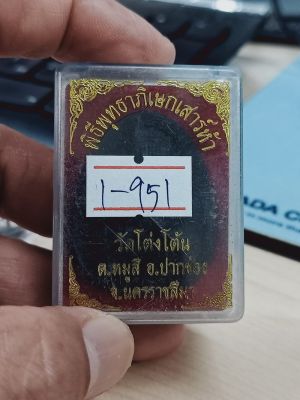 พิธีพุทธาภิเษกเสาร์ห้า
1-951
วัดโต่งโต้น
ต.หมูสี อ.ปากช่อง
จ.นครราชสีมา
ADA C